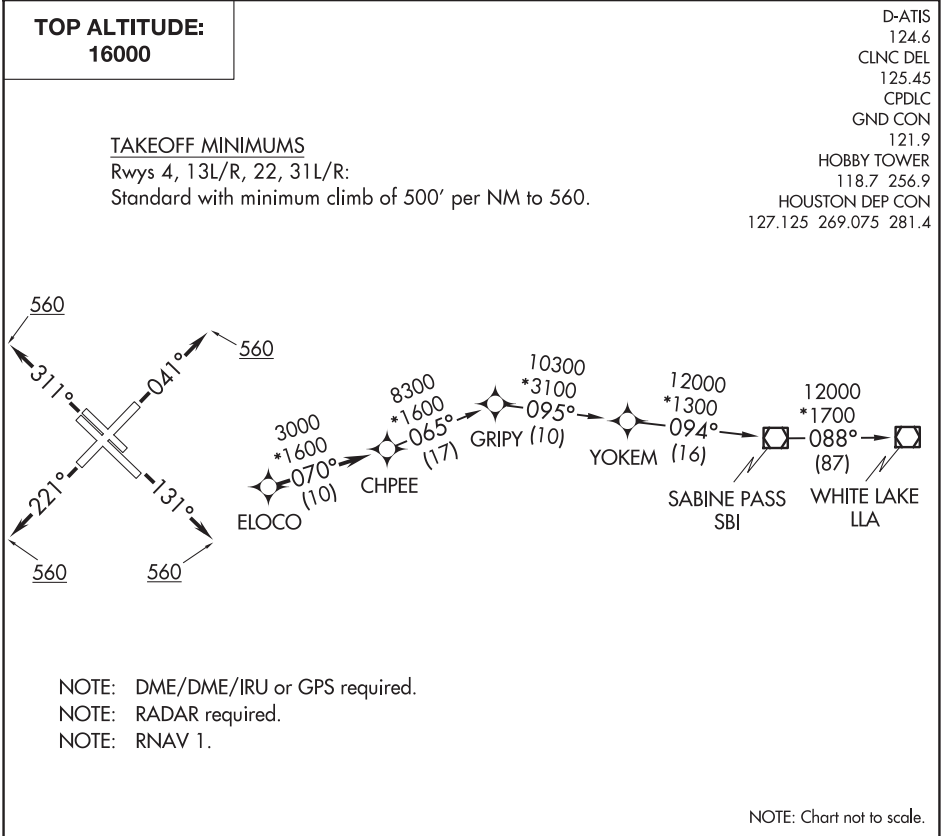 TOP ALTITUDE:
16000
D-ATIS
124.6
CLNC DEL
125.45
CPDLC
GND CON
121.9
HOBBY TOWER
118.7 256.9
HOUSTON DEP CON
127.125 269.075 281.4
TAKEOFF MINIMUMS
Rwys 4, 13L/R, 22, 31L/R:
Standard with minimum climb of 500' per NM to 560.
560
560
311°
041°
221°
131°
560
560
3000
*1600
070°
(10)
ELOCO
8300
*1600
065°
(17)
CHPEE
10300
*3100
095°
(10)
GRIPY
12000
*1300
094°
(16)
YOKEM
12000
*1700
088°
(87)
SABINE PASS
SBI
WHITE LAKE
LLA
NOTE: DME/DME/IRU or GPS required.
NOTE: RADAR required.
NOTE: RNAV 1.
NOTE: Chart not to scale.